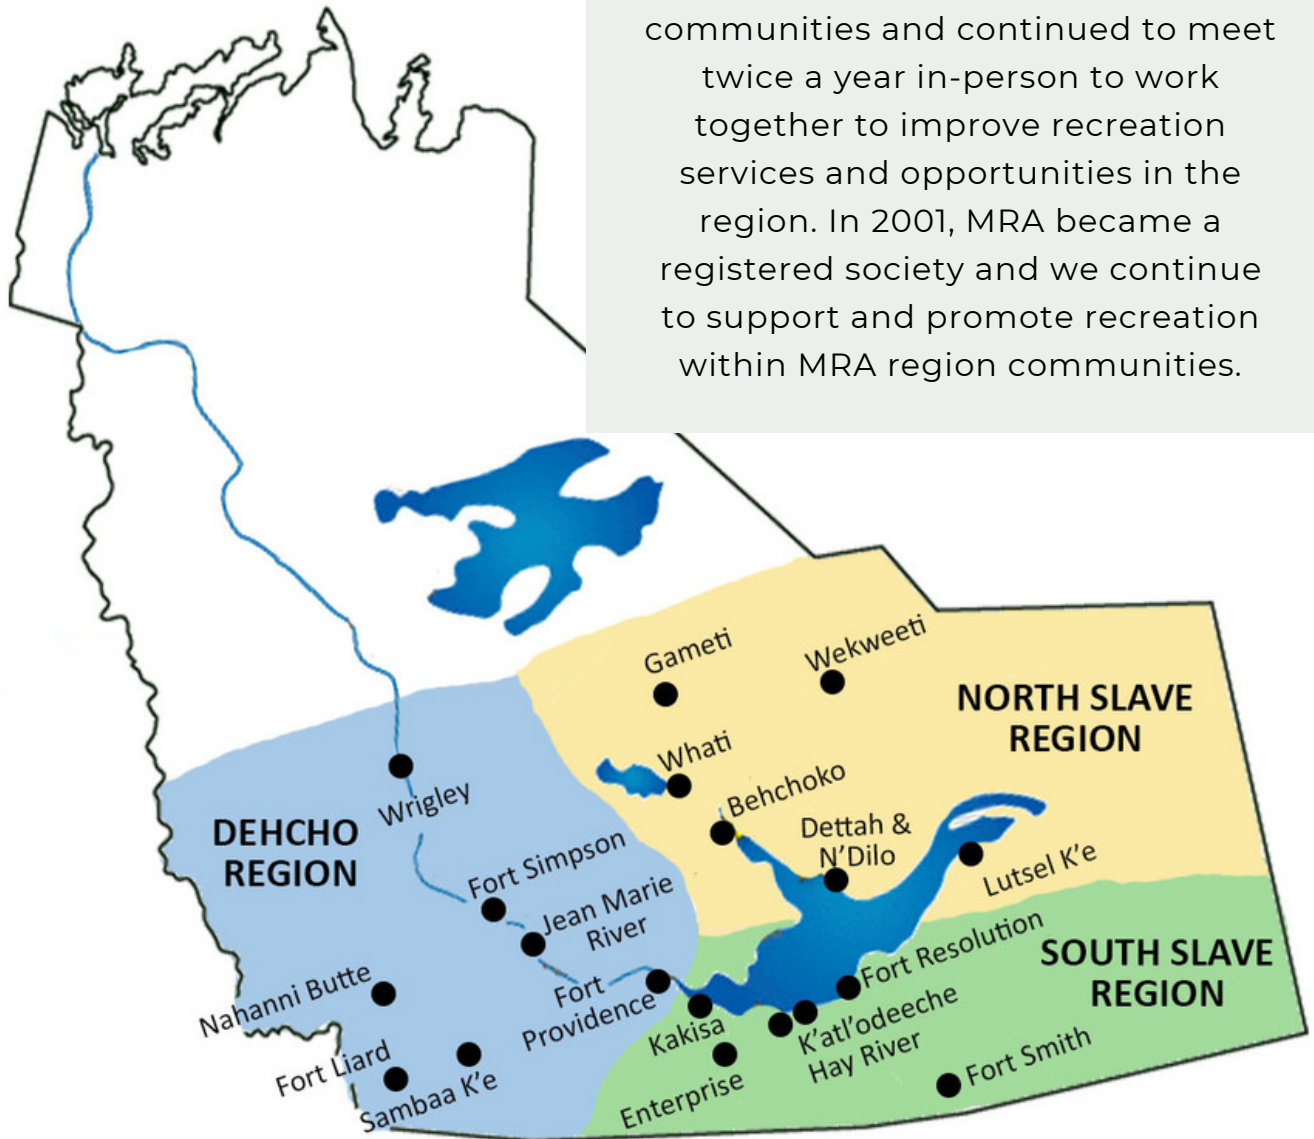 communities and continued to meet
twice a year in-person to work
together to improve recreation
services and opportunities in the
region. In 2001, MRA became a
registered society and we continue
to support and promote recreation
within MRA region communities.
Gameti
Wekweeti
NORTH SLAVE
REGION
Whati
Behchoko
Wrigley
DEHCHO
REGION
Dettah &
N'Dilo
Lutsel K'e
Fort Simpson
Jean Marie
River
Fort Resolution
SOUTH SLAVE
REGION
Nahanni Butte
Fort
Providence
Kakisa
K'atl'odeeche
Hay River
Fort Liard
Sambaa K'e
Enterprise
Fort Smith